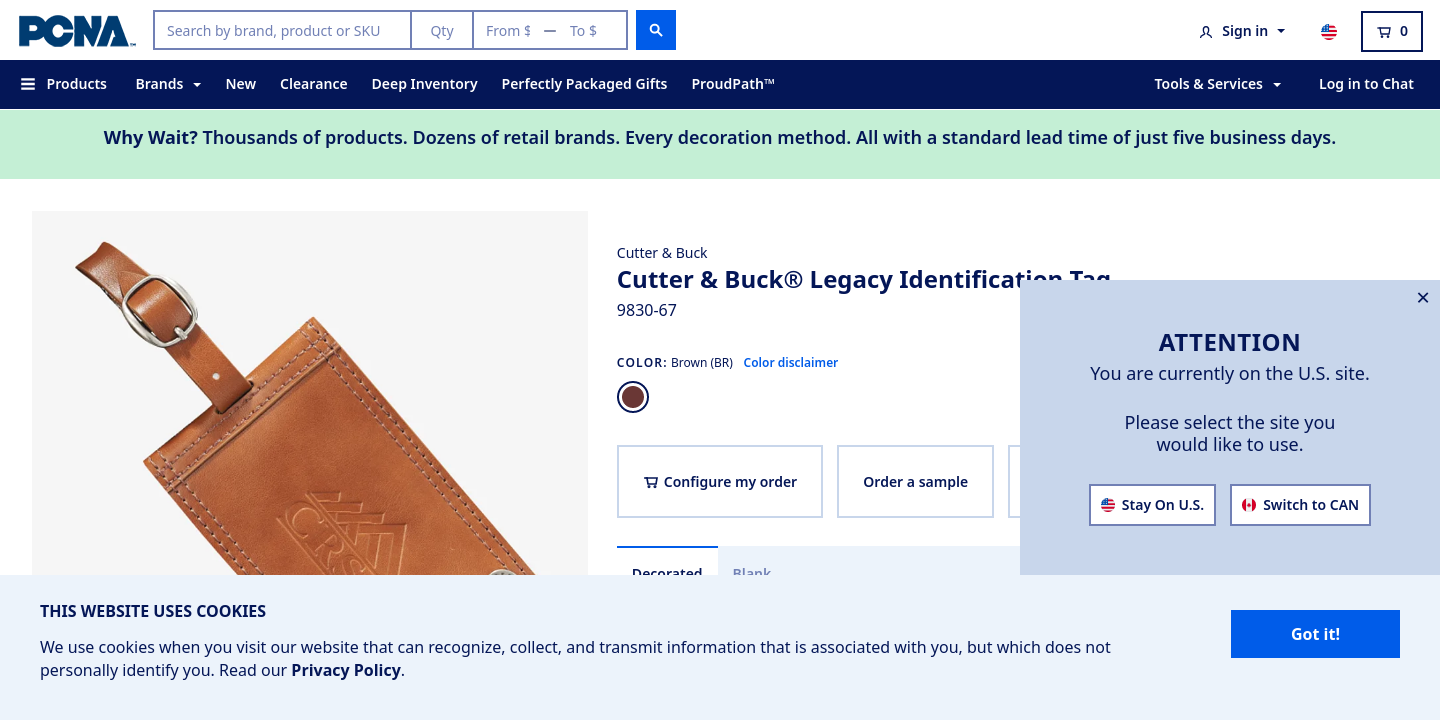 PCNA™
Search by brand, product or SKU
Qty
From $ — To $
Sign in
0
Products
Brands
New
Clearance
Deep Inventory
Perfectly Packaged Gifts
ProudPath™
Tools & Services
Log in to Chat
Why Wait? Thousands of products. Dozens of retail brands. Every decoration method. All with a standard lead time of just five business days.
Cutter & Buck
Cutter & Buck® Legacy Identification Tag
9830-67
COLOR: Brown (BR) Color disclaimer
Configure my order
Order a sample
Decorated
Blank
ATTENTION
You are currently on the U.S. site.
Please select the site you
would like to use.
Stay On U.S.
Switch to CAN
THIS WEBSITE USES COOKIES
We use cookies when you visit our website that can recognize, collect, and transmit information that is associated with you, but which does not
personally identify you. Read our Privacy Policy.
Got it!